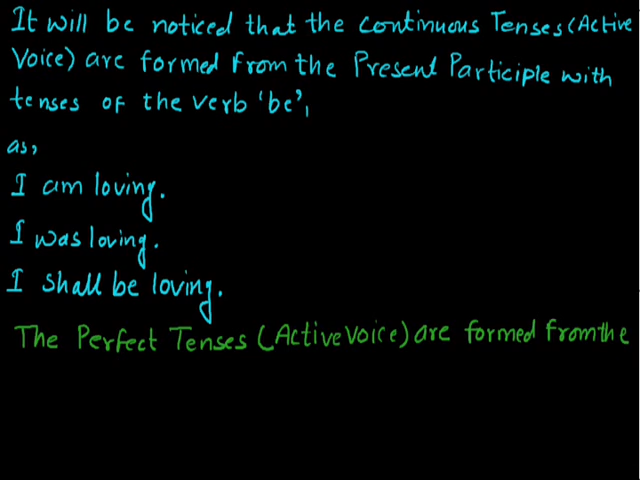 It will be noticed that the continuous Tenses (Active
Voice) are formed from the Present Participle with
tenses of the verb 'be',
as,
I am loving.
I was loving.
I shall be loving.
The Perfect Tenses (Active Voice) are formed from the